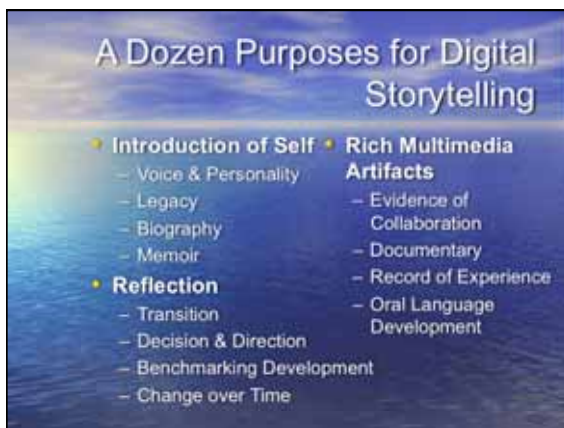 A Dozen Purposes for Digital
Storytelling
• Introduction of Self
– Voice & Personality
– Legacy
– Biography
– Memoir
• Reflection
– Transition
– Decision & Direction
– Benchmarking Development
– Change over Time
• Rich Multimedia
Artifacts
– Evidence of
Collaboration
– Documentary
– Record of Experience
– Oral Language
Development